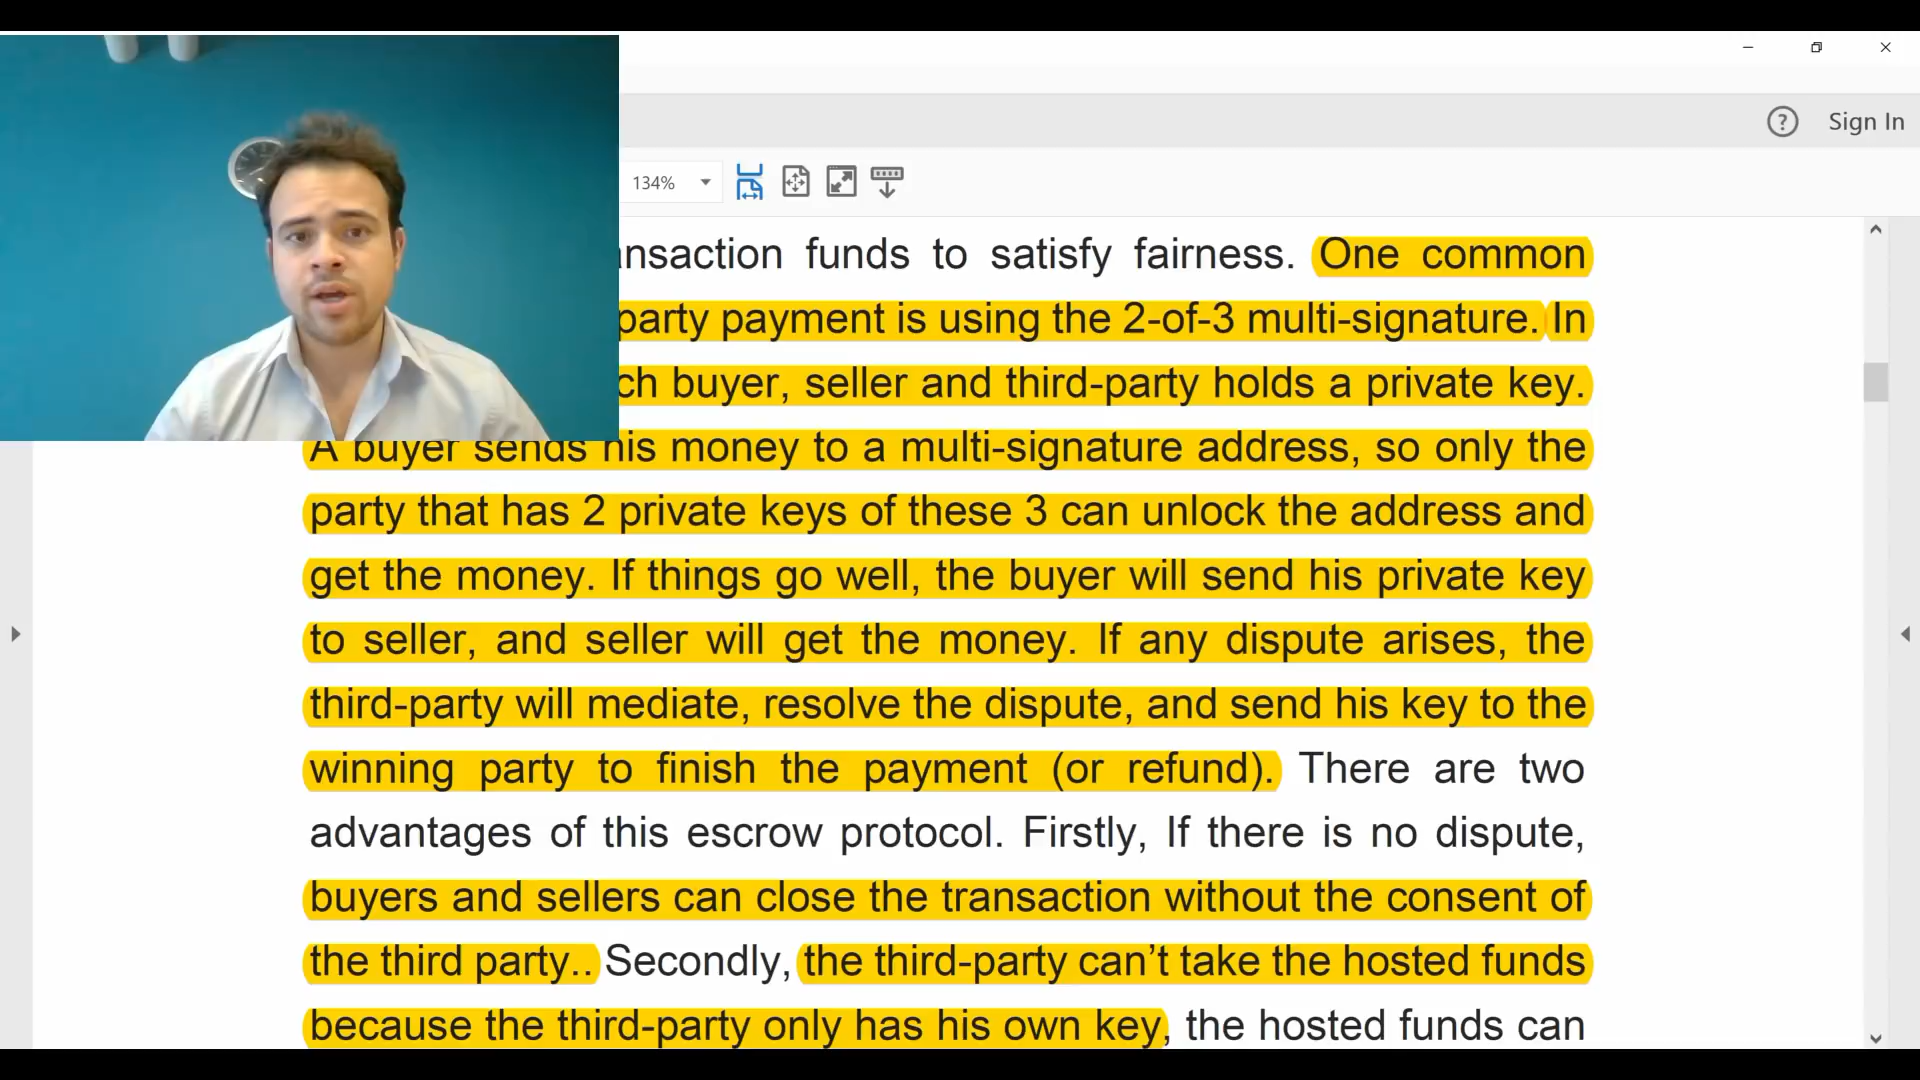 Sign In
134%
ansaction funds to satisfy fairness. One common
party payment is using the 2-of-3 multi-signature. In
ch buyer, seller and third-party holds a private key.
A buyer sends his money to a multi-signature address, so only the
party that has 2 private keys of these 3 can unlock the address and
get the money. If things go well, the buyer will send his private key
to seller, and seller will get the money. If any dispute arises, the
third-party will mediate, resolve the dispute, and send his key to the
winning party to finish the payment (or refund). There are two
advantages of this escrow protocol. Firstly, If there is no dispute,
buyers and sellers can close the transaction without the consent of
the third party.. Secondly, the third-party can’t take the hosted funds
because the third-party only has his own key, the hosted funds can